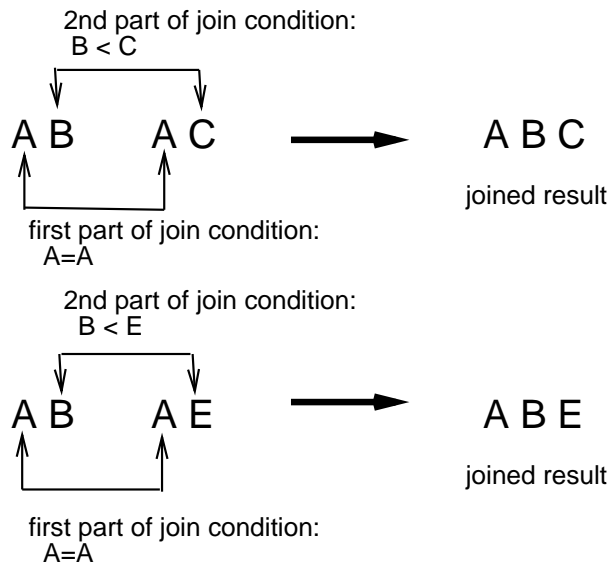 2nd part of join condition:
B < C
A B A C A B C
joined result
first part of join condition:
A=A
2nd part of join condition:
B < E
A B A E A B E
joined result
first part of join condition:
A=A